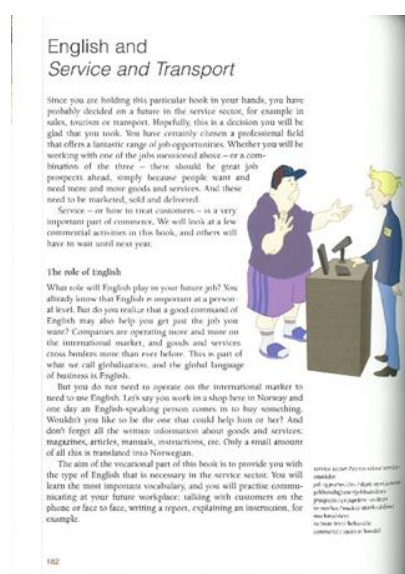 English and
Service and Transport
Since you are holding this particular book in your hands, you have
probably decided on a future in the service sector, for example in
sales, tourism or transport. Hopefully, this is a decision you will be
glad that you took. You have certainly chosen a professional field
that offers a fantastic range of job opportunities. Whether you will be
working with one of the jobs mentioned above – or a com-
bination of the three – there should be great job
prospects ahead, simply because people want and
need more and more goods and services. And these
need to be marketed, sold and delivered.
Service – or how to treat customers – is a very
important part of commerce. We will look at a few
commercial activities in this book, and others will
have to wait until next year.
The role of English
What role will English play in your future job? You
already know that English is important at a person-
al level. But do you realize that a good command of
English may also help you get just the job you
want? Companies are operating more and more on
the international market, and goods and services
cross borders more than ever before. This is part of
what we call globalization, and the global language
of business is English.
But you do not need to operate on the international market to
need to use English. Let's say you work in a shop here in Norway and
one day an English-speaking person comes in to buy something.
Wouldn't you like to be the one that could help him or her? And
don't forget all the written information about goods and services:
magazines, articles, manuals, instructions, etc. Only a small amount
of all this is translated into Norwegian.
The aim of the vocational part of this book is to provide you with
the type of English that is necessary in the service sector. You will
learn the most important vocabulary, and you will practise commu-
nicating at your future workplace: talking with customers on the
phone or face to face, writing a report, explaining an instruction, for
example.
service sector
182